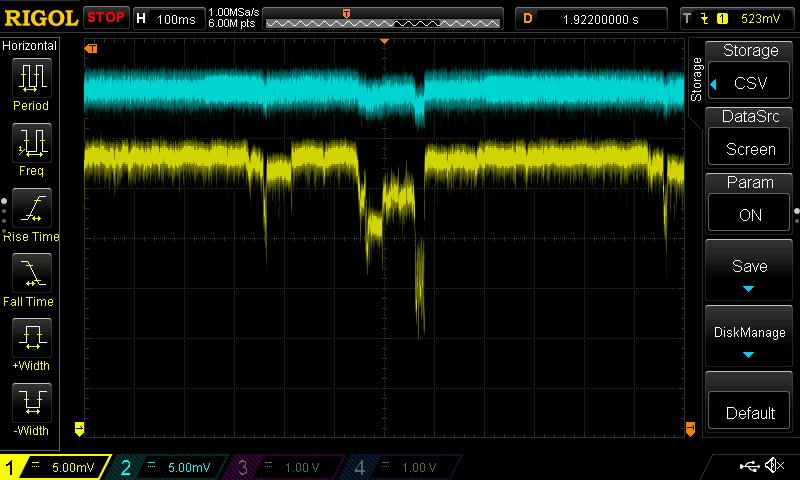 RIGOL STOP H 100ms 1.00MSa/s 6.00M pts T D 1.92200000 s T 1 523mV
Horizontal
Period
Freq
Rise Time
Fall Time
+Width
-Width
T
T
Storage
Storage
CSV
DataSrc
Screen
Param
ON
Save
DiskManage
Default
1 5.00mV 2 5.00mV 3 1.00 V 4 1.00 V